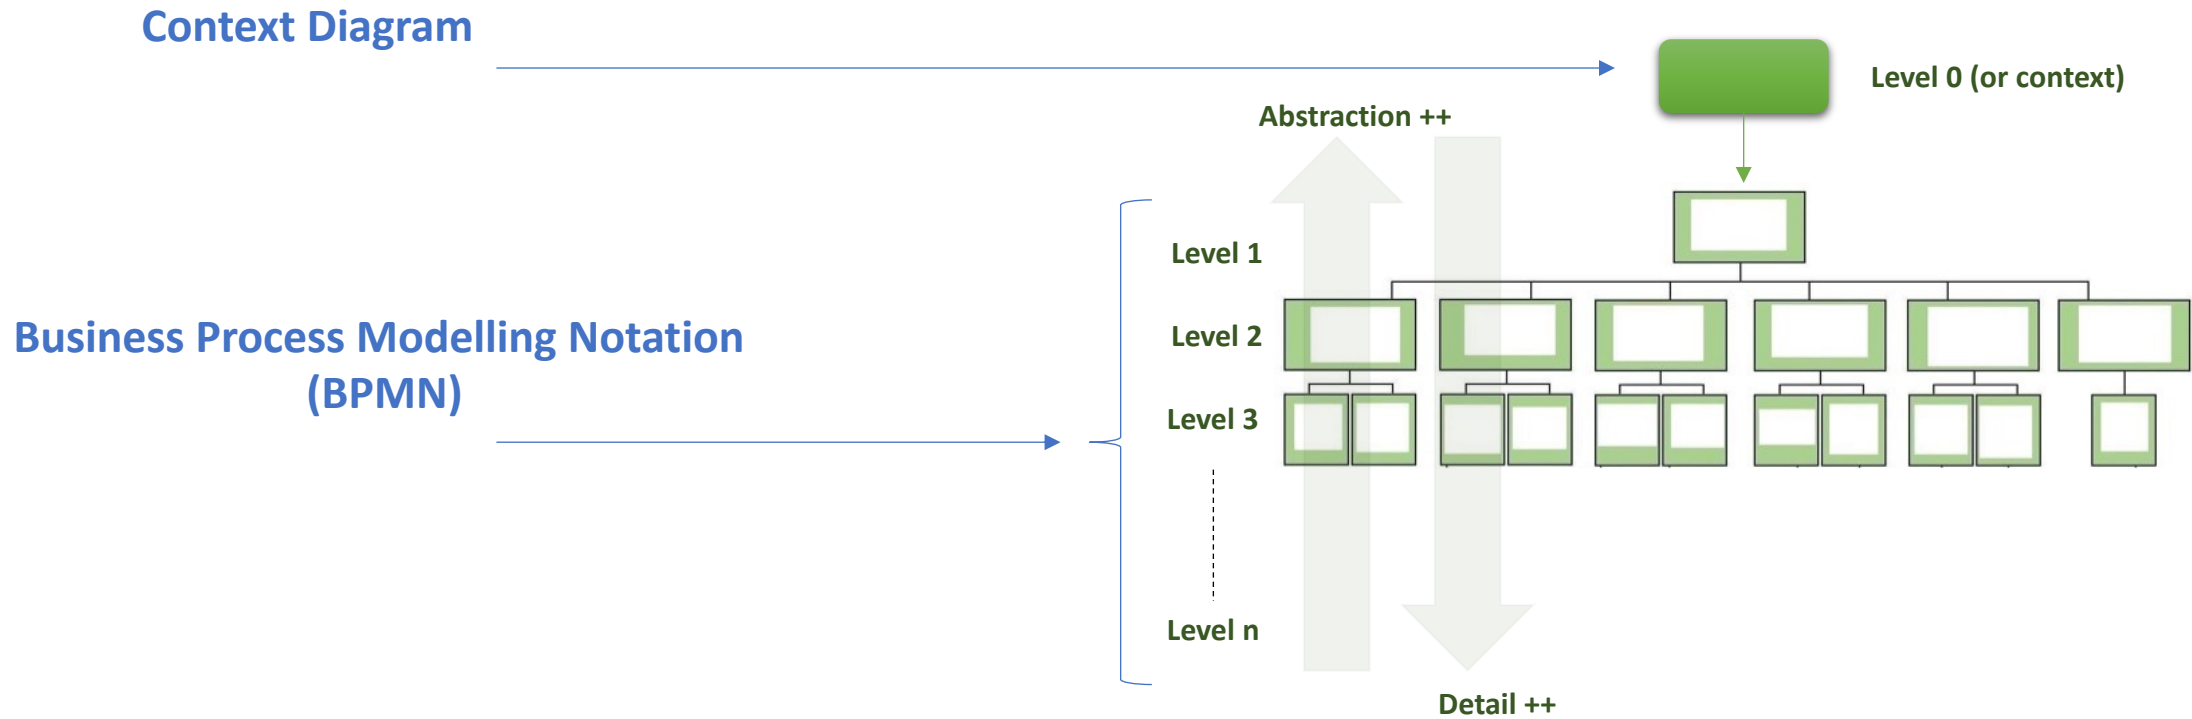 Context Diagram
Level 0 (or context)
Abstraction ++
Level 1
Business Process Modelling Notation
(BPMN)
Level 2
Level 3
Level n
Detail ++